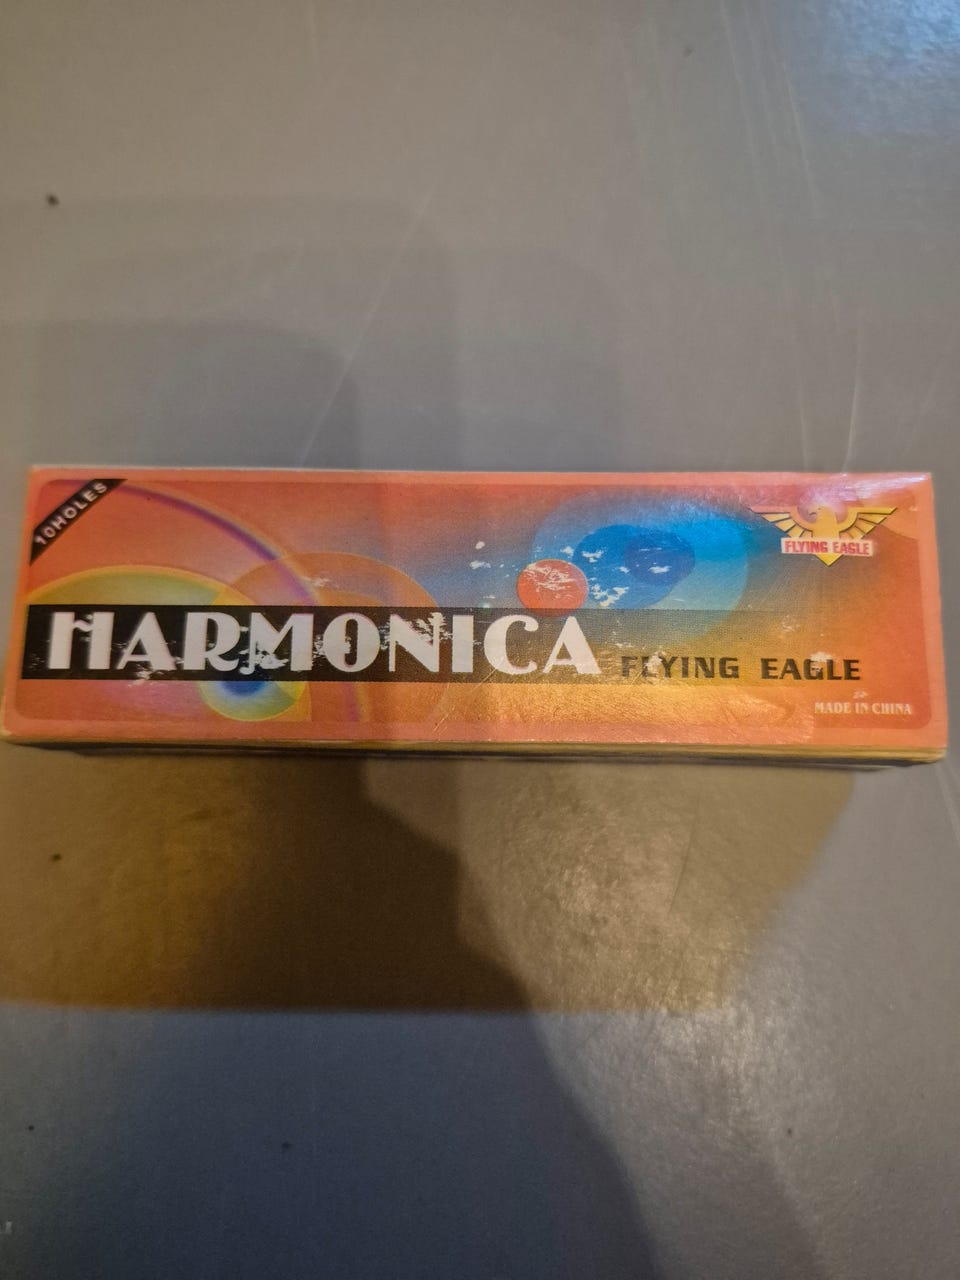 10HOLES
FLYING EAGLE
HARMONICA
FLYING EAGLE
MADE IN CHINA